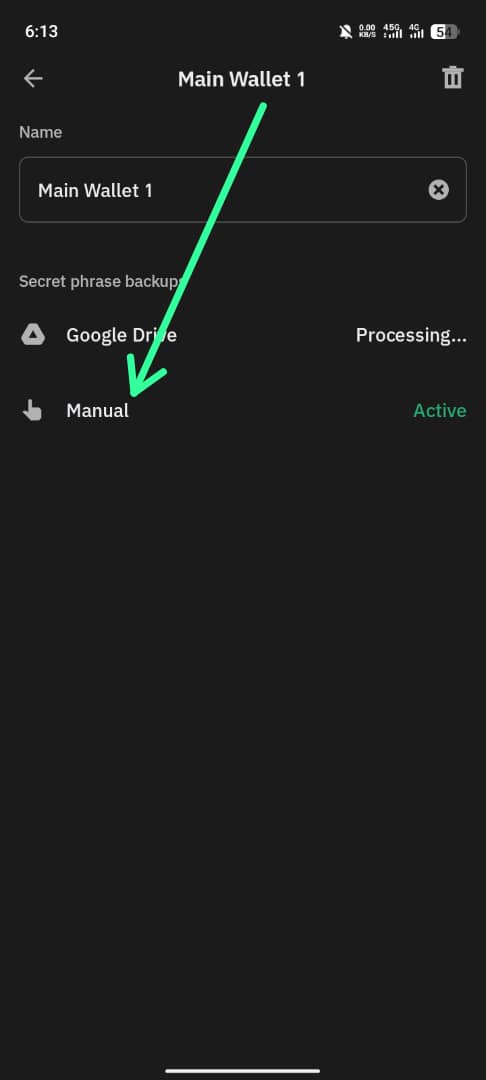 6:13
0.00 KB/S 4.5G 4G 54
Main Wallet 1
Name
Main Wallet 1
Secret phrase backups
Google Drive Processing...
Manual Active